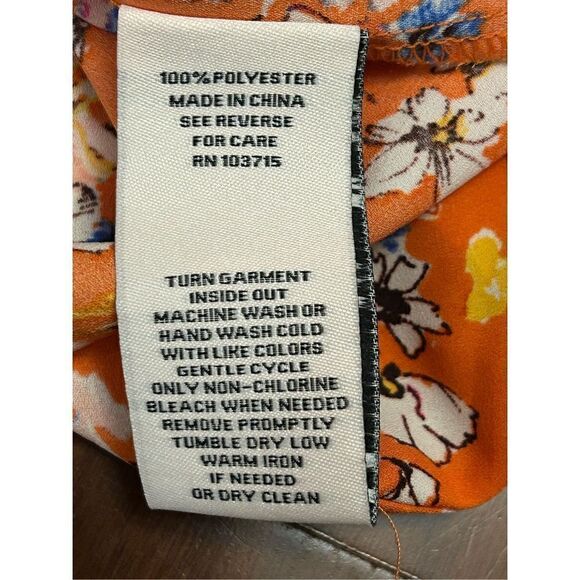 100% POLYESTER
MADE IN CHINA
SEE REVERSE
FOR CARE
RN 103715
TURN GARMENT
INSIDE OUT
MACHINE WASH OR
HAND WASH COLD
WITH LIKE COLORS
GENTLE CYCLE
ONLY NON-CHLORINE
BLEACH WHEN NEEDED
REMOVE PROMPTLY
TUMBLE DRY LOW
WARM IRON
IF NEEDED
OR DRY CLEAN